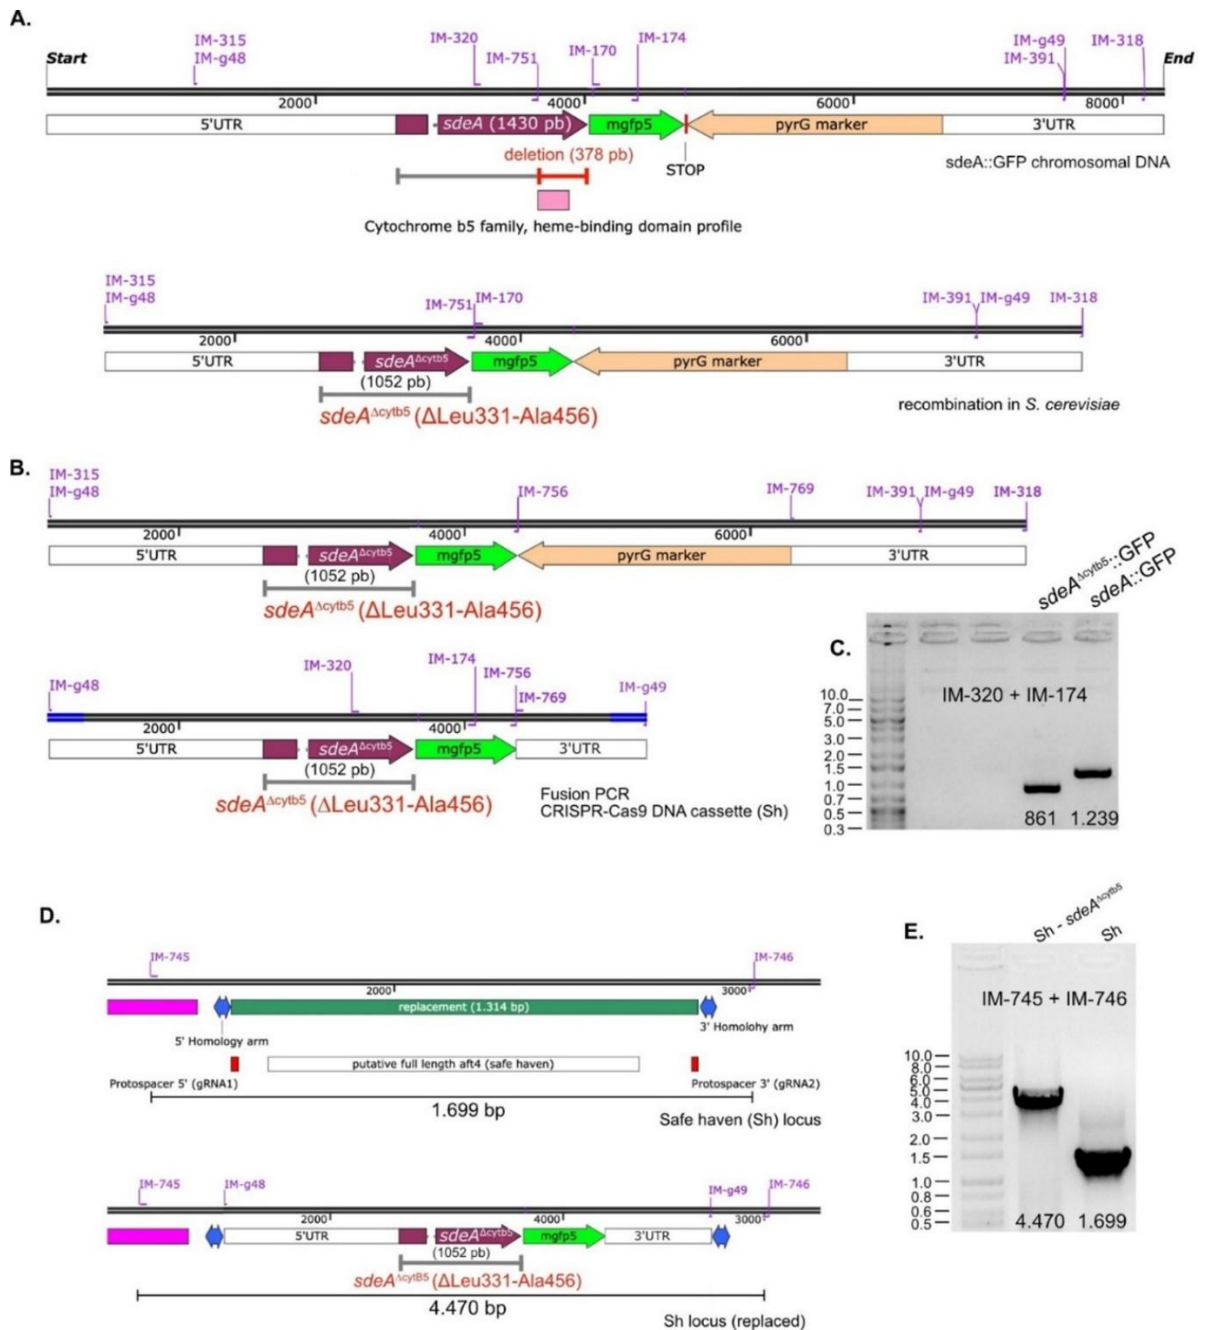 A.
Start
IM-315
IM-g48
IM-320
IM-751
IM-170
IM-174
IM-g49
IM-391
IM-318
End
2000
4000
6000
8000
5'UTR
sdeA (1430 pb)
mgfp5
pyrG marker
3'UTR
deletion (378 pb)
STOP
sdeA::GFP chromosomal DNA
Cytochrome b5 family, heme-binding domain profile
IM-315
IM-g48
IM-751
IM-170
IM-391
IM-g49
IM-318
2000
4000
6000
5'UTR
sdeAΔcytb5
mgfp5
pyrG marker
3'UTR
(1052 pb)
sdeAΔcytb5 (ΔLeu331-Ala456)
recombination in S. cerevisiae
B.
IM-315
IM-g48
IM-756
IM-769
IM-391
IM-g49
IM-318
2000
4000
6000
5'UTR
sdeAΔcytb5
mgfp5
pyrG marker
3'UTR
(1052 pb)
sdeAΔcytb5 (ΔLeu331-Ala456)
IM-g48
IM-320
IM-174
IM-756
IM-769
IM-g49
2000
4000
5'UTR
sdeAΔcytb5
mgfp5
3'UTR
(1052 pb)
sdeAΔcytb5 (ΔLeu331-Ala456)
Fusion PCR
CRISPR-Cas9 DNA cassette (Sh)
C.
sdeAΔcytb5::GFP
sdeA::GFP
IM-320 + IM-174
10.0
7.0
5.0
3.0
2.0
1.5
1.0
0.7
0.5
0.3
861
1.239
D.
IM-745
IM-746
2000
3000
replacement (1.314 bp)
5' Homology arm
3' Homolohy arm
putative full length aft4 (safe haven)
Protospacer 5' (gRNA1)
Protospacer 3' (gRNA2)
1.699 bp
Safe haven (Sh) locus
IM-745
IM-g48
IM-g49
IM-746
2000
4000
3000
5'UTR
sdeAΔcytb5
mgfp5
3'UTR
(1052 pb)
sdeAΔcytB5 (ΔLeu331-Ala456)
4.470 bp
Sh locus (replaced)
E.
Sh - sdeAΔcytb5
Sh
IM-745 + IM-746
10.0
8.0
6.0
5.0
4.0
3.0
2.0
1.5
1.0
0.8
0.6
0.5
4.470
1.699